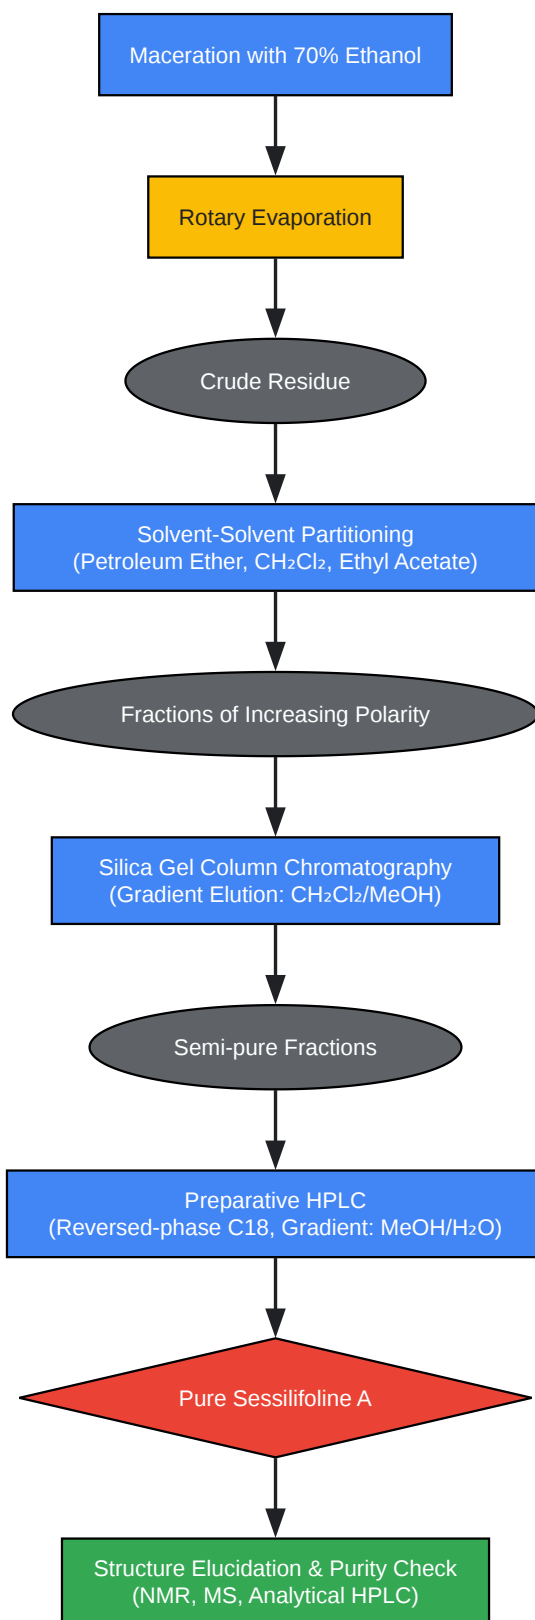 Maceration with 70% Ethanol
Rotary Evaporation
Crude Residue
Solvent-Solvent Partitioning
(Petroleum Ether, CH₂Cl₂, Ethyl Acetate)
Fractions of Increasing Polarity
Silica Gel Column Chromatography
(Gradient Elution: CH₂Cl₂/MeOH)
Semi-pure Fractions
Preparative HPLC
(Reversed-phase C18, Gradient: MeOH/H₂O)
Pure Sessilifoline A
Structure Elucidation & Purity Check
(NMR, MS, Analytical HPLC)